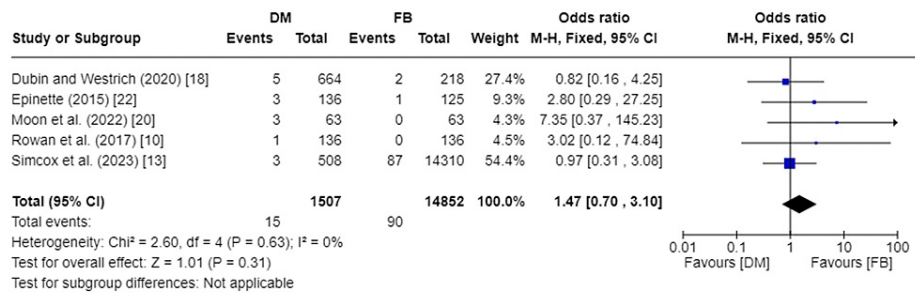 DM FB Odds ratio Odds ratio
Study or Subgroup Events Total Events Total Weight M-H, Fixed, 95% CI M-H, Fixed, 95% CI
Dubin and Westrich (2020) [18] 5 664 2 218 27.4% 0.82 [0.16 , 4.25]
Epinette (2015) [22] 3 136 1 125 9.3% 2.80 [0.29 , 27.25]
Moon et al. (2022) [20] 3 63 0 63 4.3% 7.35 [0.37 , 145.23]
Rowan et al. (2017) [10] 1 136 0 136 4.5% 3.02 [0.12 , 74.84]
Simcox et al. (2023) [13] 3 508 87 14310 54.4% 0.97 [0.31 , 3.08]
Total (95% CI) 1507 14852 100.0% 1.47 [0.70 , 3.10]
Total events: 15 90
Heterogeneity: Chi² = 2.60, df = 4 (P = 0.63); I² = 0%
Test for overall effect: Z = 1.01 (P = 0.31)
Test for subgroup differences: Not applicable
0.01 0.1 1 10 100
Favours [DM] Favours [FB]